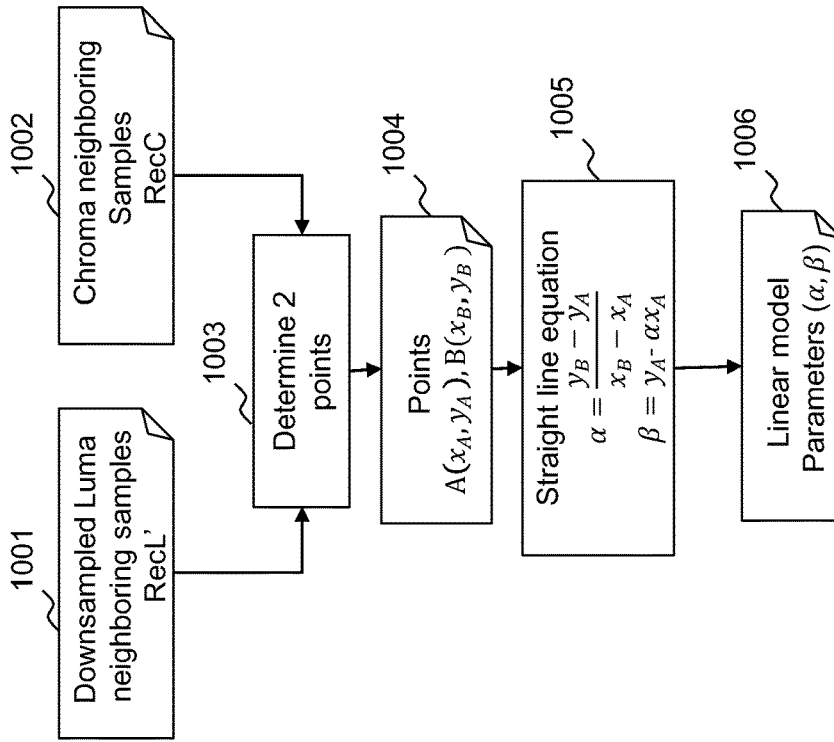 1001
Downsampled Luma
neighboring samples
RecL'
1002
Chroma neighboring
Samples
RecC
1003
Determine 2
points
1004
Points
A(x_A, y_A), B(x_B, y_B)
1005
Straight line equation
α = (y_B − y_A) / (x_B − x_A)
β = y_A - αx_A
1006
Linear model
Parameters (α, β)